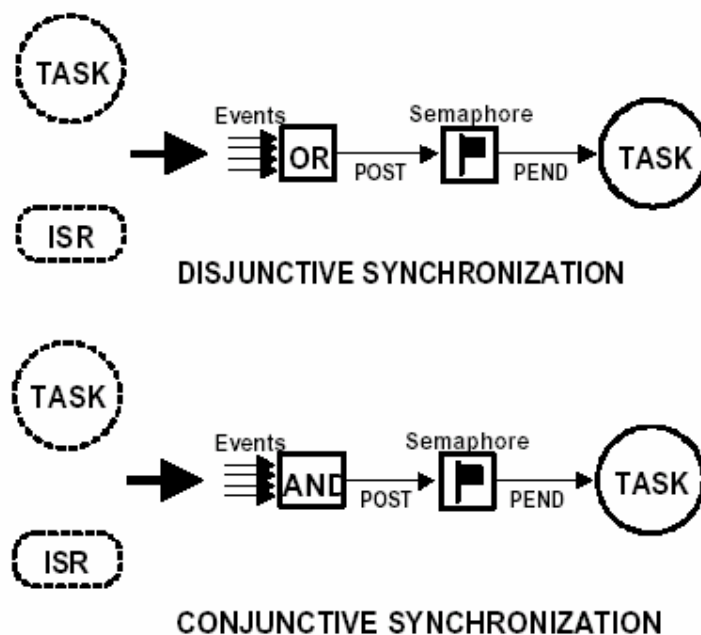 TASK
Events
Semaphore
OR
POST
PEND
TASK
ISR
DISJUNCTIVE SYNCHRONIZATION
TASK
Events
Semaphore
AND
POST
PEND
TASK
ISR
CONJUNCTIVE SYNCHRONIZATION